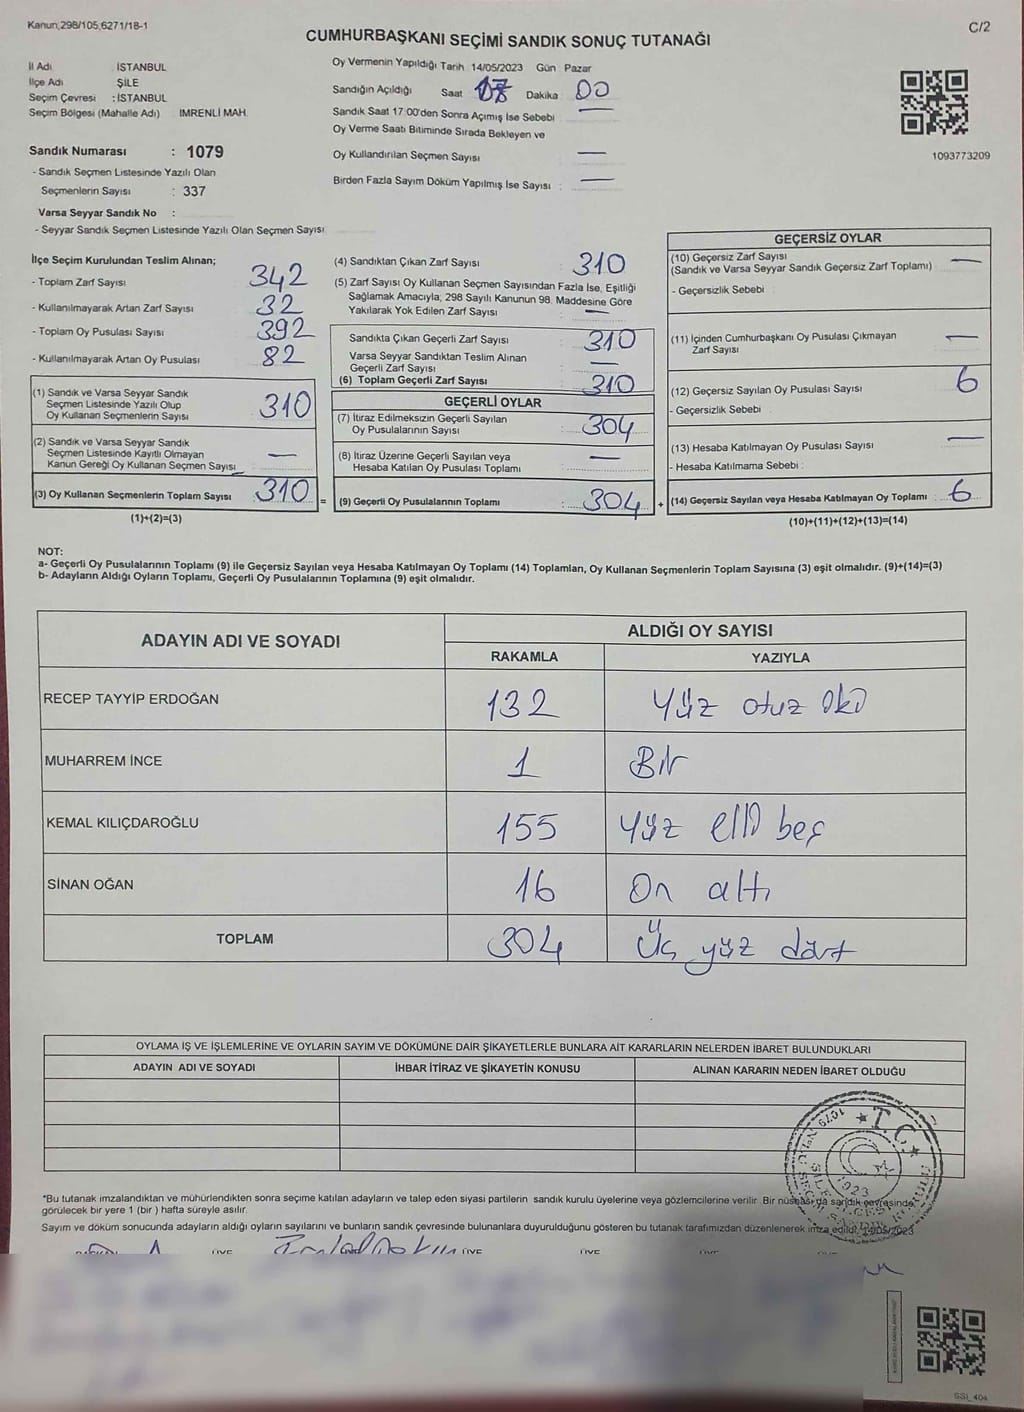 Kanun;298/105,6271/18-1
C/2
CUMHURBAŞKANI SEÇİMİ SANDIK SONUÇ TUTANAĞI
İl Adı İSTANBUL
İlçe Adı ŞİLE
Seçim Çevresi : İSTANBUL
Seçim Bölgesi (Mahalle Adı) IMRENLİ MAH.
Sandık Numarası : 1079
- Sandık Seçmen Listesinde Yazılı Olan
Seçmenlerin Sayısı : 337
Varsa Seyyar Sandık No :
- Seyyar Sandık Seçmen Listesinde Yazılı Olan Seçmen Sayısı
Oy Vermenin Yapıldığı Tarih 14/05/2023 Gün Pazar
Sandığın Açıldığı Saat Dakika 00
Sandık Saat 17:00'den Sonra Açımış İse Sebebi —
Oy Verme Saati Bitiminde Sırada Bekleyen ve
Oy Kullandırılan Seçmen Sayısı —
Birden Fazla Sayım Döküm Yapılmış İse Sayısı : —
1093773209
İlçe Seçim Kurulundan Teslim Alınan;
- Toplam Zarf Sayısı 342
- Kullanılmayarak Artan Zarf Sayısı 32
- Toplam Oy Pusulası Sayısı 392
- Kullanılmayarak Artan Oy Pusulası 82
(1) Sandık ve Varsa Seyyar Sandık
Seçmen Listesinde Yazılı Olup
Oy Kullanan Seçmenlerin Sayısı 310
(2) Sandık ve Varsa Seyyar Sandık
Seçmen Listesinde Kayıtlı Olmayan
Kanun Gereği Oy Kullanan Seçmen Sayısı —
(3) Oy Kullanan Seçmenlerin Toplam Sayısı 310 =
(1)+(2)=(3)
(4) Sandıktan Çıkan Zarf Sayısı 310
(5) Zarf Sayısı Oy Kullanan Seçmen Sayısından Fazla İse, Eşitliği
Sağlamak Amacıyla, 298 Sayılı Kanunun 98. Maddesine Göre
Yakılarak Yok Edilen Zarf Sayısı —
Sandıkta Çıkan Geçerli Zarf Sayısı 310
Varsa Seyyar Sandıktan Teslim Alınan
Geçerli Zarf Sayısı —
(6) Toplam Geçerli Zarf Sayısı 310
GEÇERLİ OYLAR
(7) İtiraz Edilmeksizin Geçerli Sayılan
Oy Pusulalarının Sayısı 304
(8) İtiraz Üzerine Geçerli Sayılan veya
Hesaba Katılan Oy Pusulası Toplamı —
(9) Geçerli Oy Pusulalarının Toplamı 304 +
GEÇERSİZ OYLAR
(10) Geçersiz Zarf Sayısı —
(Sandık ve Varsa Seyyar Sandık Geçersiz Zarf Toplamı)
- Geçersizlik Sebebi
(11) İçinden Cumhurbaşkanı Oy Pusulası Çıkmayan
Zarf Sayısı —
(12) Geçersiz Sayılan Oy Pusulası Sayısı 6
- Geçersizlik Sebebi
(13) Hesaba Katılmayan Oy Pusulası Sayısı —
- Hesaba Katılmama Sebebi :
(14) Geçersiz Sayılan veya Hesaba Katılmayan Oy Toplamı 6
(10)+(11)+(12)+(13)=(14)
NOT:
a- Geçerli Oy Pusulalarının Toplamı (9) ile Geçersiz Sayılan veya Hesaba Katılmayan Oy Toplamı (14) Toplamları, Oy Kullanan Seçmenlerin Toplam Sayısına (3) eşit olmalıdır. (9)+(14)=(3)
b- Adayların Aldığı Oyların Toplamı, Geçerli Oy Pusulalarının Toplamına (9) eşit olmalıdır.
ADAYIN ADI VE SOYADI ALDIĞI OY SAYISI
RAKAMLA YAZIYLA
RECEP TAYYİP ERDOĞAN 132 Yüz otuz iki
MUHARREM İNCE 1 Bir
KEMAL KILIÇDAROĞLU 155 Yüz elli beş
SİNAN OĞAN 16 On altı
TOPLAM 304 Üç yüz dört
OYLAMA İŞ VE İŞLEMLERİNE VE OYLARIN SAYIM VE DÖKÜMÜNE DAİR ŞİKAYETLERLE BUNLARA AİT KARARLARIN NELERDEN İBARET BULUNDUKLARI
ADAYIN ADI VE SOYADI İHBAR İTİRAZ VE ŞİKAYETİN KONUSU ALINAN KARARIN NEDEN İBARET OLDUĞU
T.C.
1923
*Bu tutanak imzalandıktan ve mühürlendikten sonra seçime katılan adayların ve talep eden siyasi partilerin sandık kurulu üyelerine veya gözlemcilerine verilir. Bir nüshası da sandık çevresinde
görülecek bir yere 1 (bir) hafta süreyle asılır.
Sayım ve döküm sonucunda adayların aldığı oyların sayılarını ve bunların sandık çevresinde bulunanlara duyurulduğunu gösteren bu tutanak tarafımızdan düzenlenerek imza edildi. 14/05/2023
SSI_404